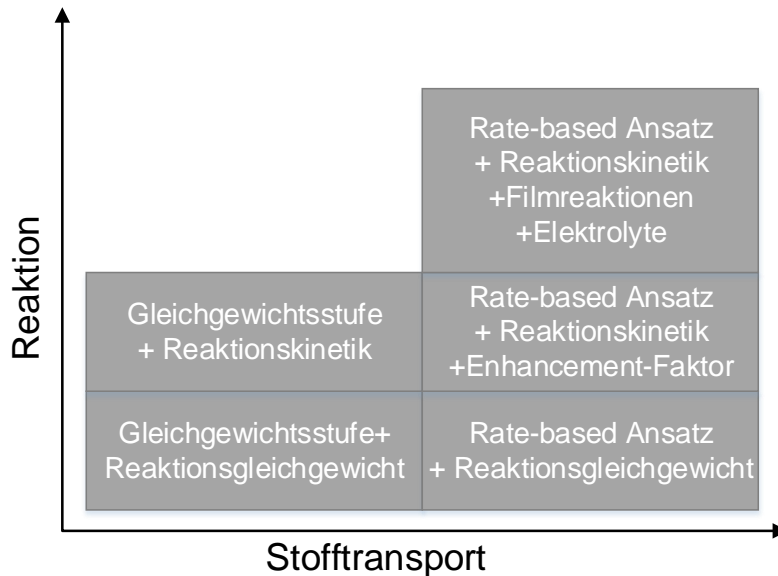 Reaktion
Rate-based Ansatz
+ Reaktionskinetik
+Filmreaktionen
+Elektrolyte
Gleichgewichtsstufe
+ Reaktionskinetik
Rate-based Ansatz
+ Reaktionskinetik
+Enhancement-Faktor
Gleichgewichtsstufe+
Reaktionsgleichgewicht
Rate-based Ansatz
+ Reaktionsgleichgewicht
Stofftransport